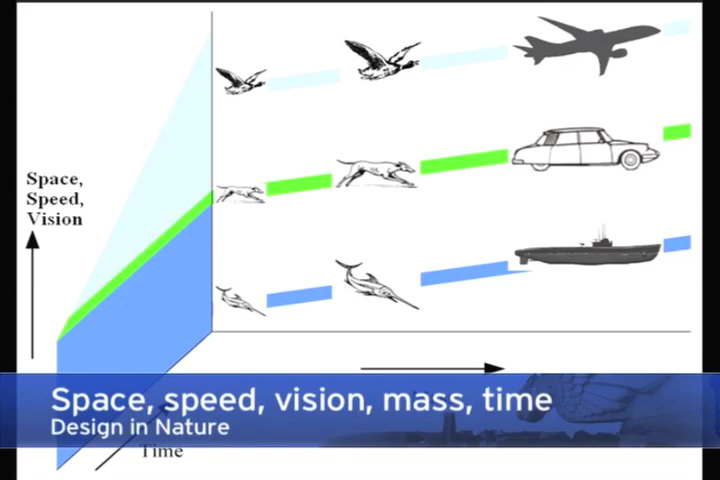 Space,
Speed,
Vision
Space, speed, vision, mass, time
Design in Nature
Time